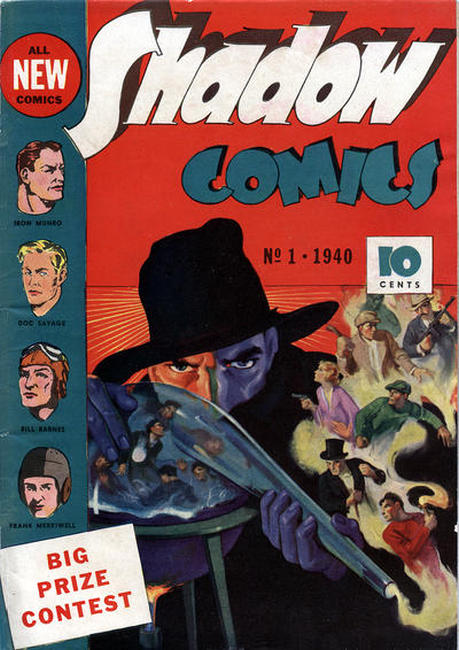 ALL
NEW
COMICS
Shadow
COMICS
Nº 1 • 1940
10
CENTS
IRON MUNRO
DOC SAVAGE
BILL BARNES
FRANK MERRIWELL
BIG
PRIZE
CONTEST